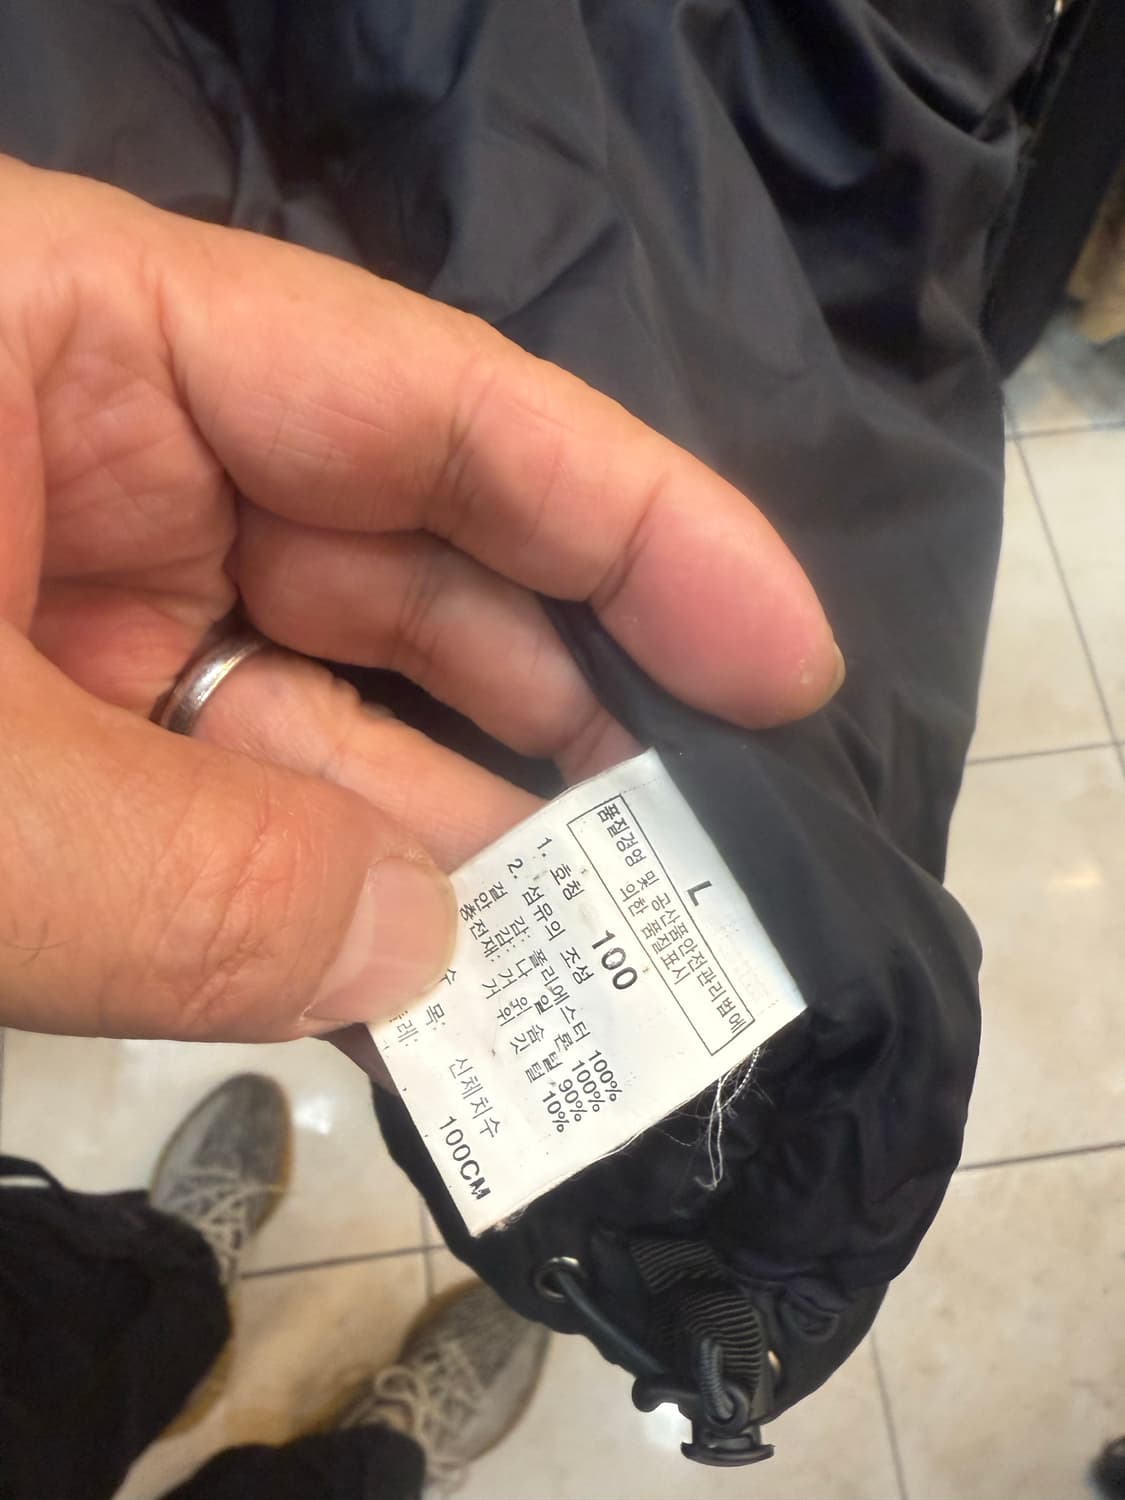 L
품질경영 및 공산품안전관리법에
의한 품질표시
1. 호칭 100
2. 섬유의 조성
겉 감: 폴리에스터 100%
안 감: 나 일 론 100%
충전재: 거 위 솜 털 90%
거 위 깃 털 10%
수
목: 신체치수
레: 100CM